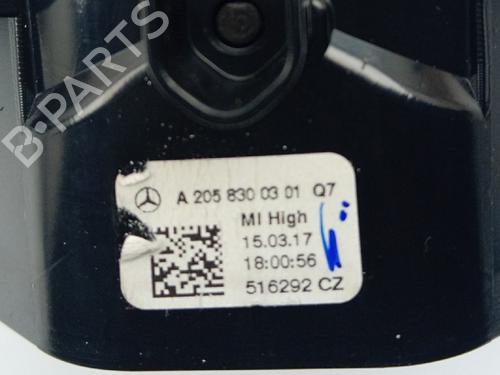 B-PARTS
A 205 830 03 01 Q7
MI High
15.03.17
18:00:56
516292 CZ